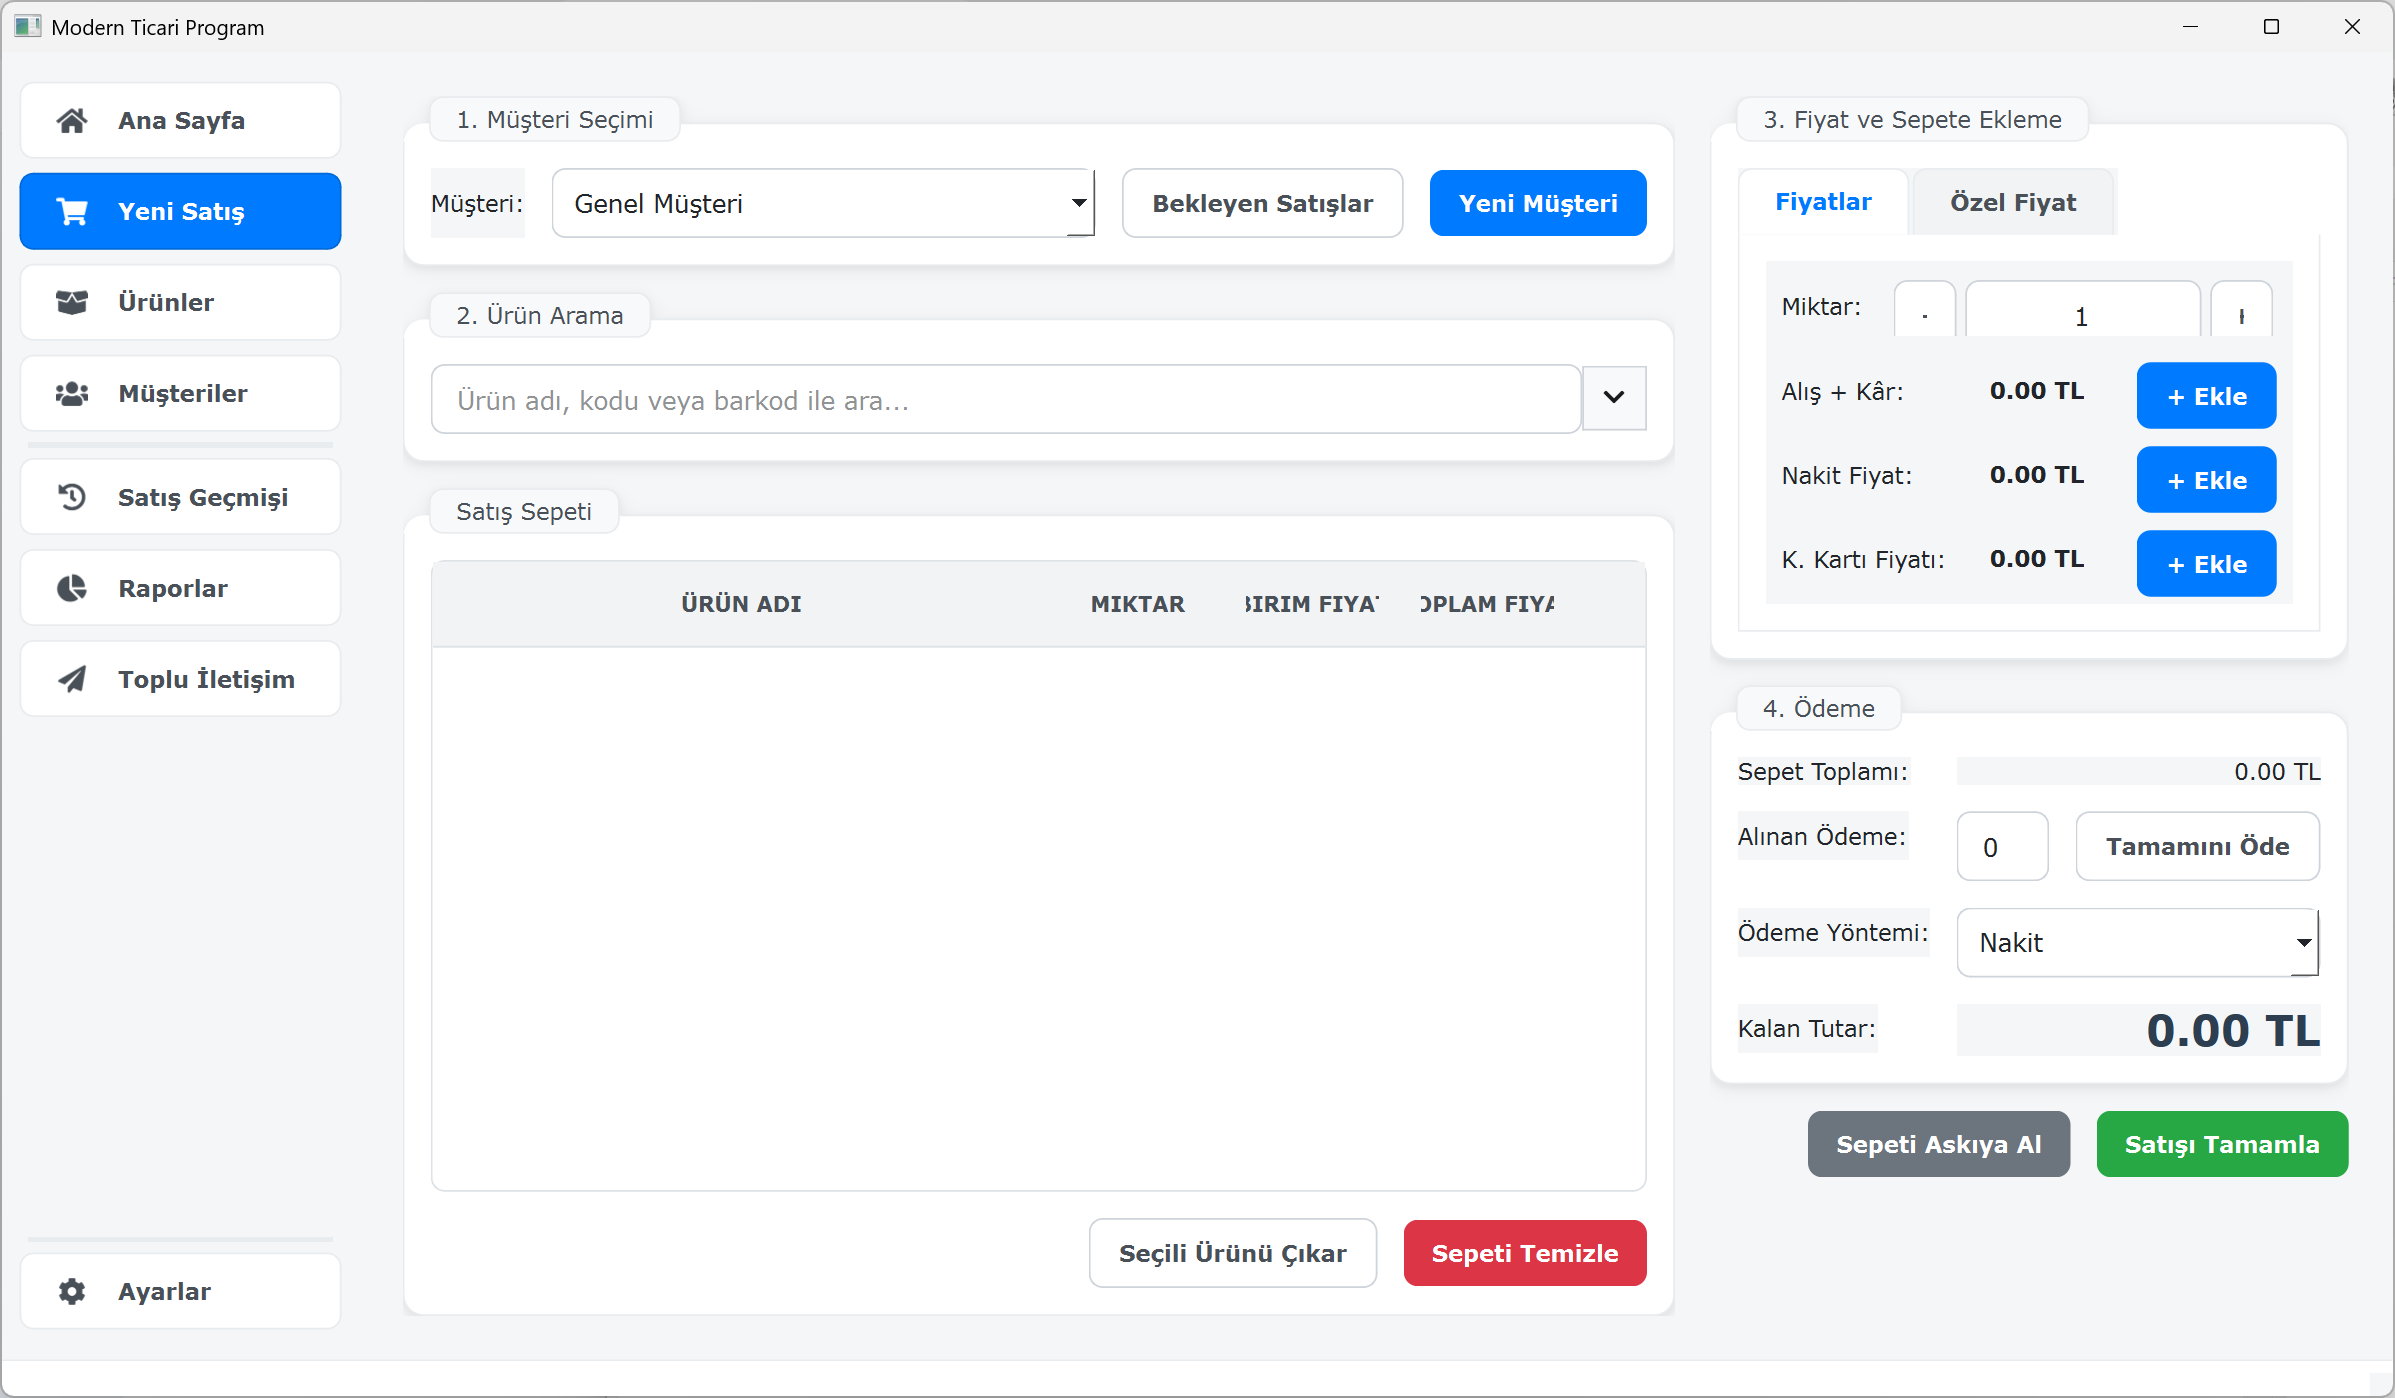 Modern Ticari Program
Ana Sayfa
Yeni Satış
Ürünler
Müşteriler
Satış Geçmişi
Raporlar
Toplu İletişim
Ayarlar
1. Müşteri Seçimi
Müşteri:
Genel Müşteri
Bekleyen Satışlar
Yeni Müşteri
2. Ürün Arama
Ürün adı, kodu veya barkod ile ara...
Satış Sepeti
ÜRÜN ADI MIKTAR BIRIM FIYAT OPLAM FIYA
Seçili Ürünü Çıkar
Sepeti Temizle
3. Fiyat ve Sepete Ekleme
Fiyatlar
Özel Fiyat
Miktar: - 1 +
Alış + Kâr: 0.00 TL + Ekle
Nakit Fiyat: 0.00 TL + Ekle
K. Kartı Fiyatı: 0.00 TL + Ekle
4. Ödeme
Sepet Toplamı: 0.00 TL
Alınan Ödeme: 0 Tamamını Öde
Ödeme Yöntemi: Nakit
Kalan Tutar: 0.00 TL
Sepeti Askıya Al
Satışı Tamamla